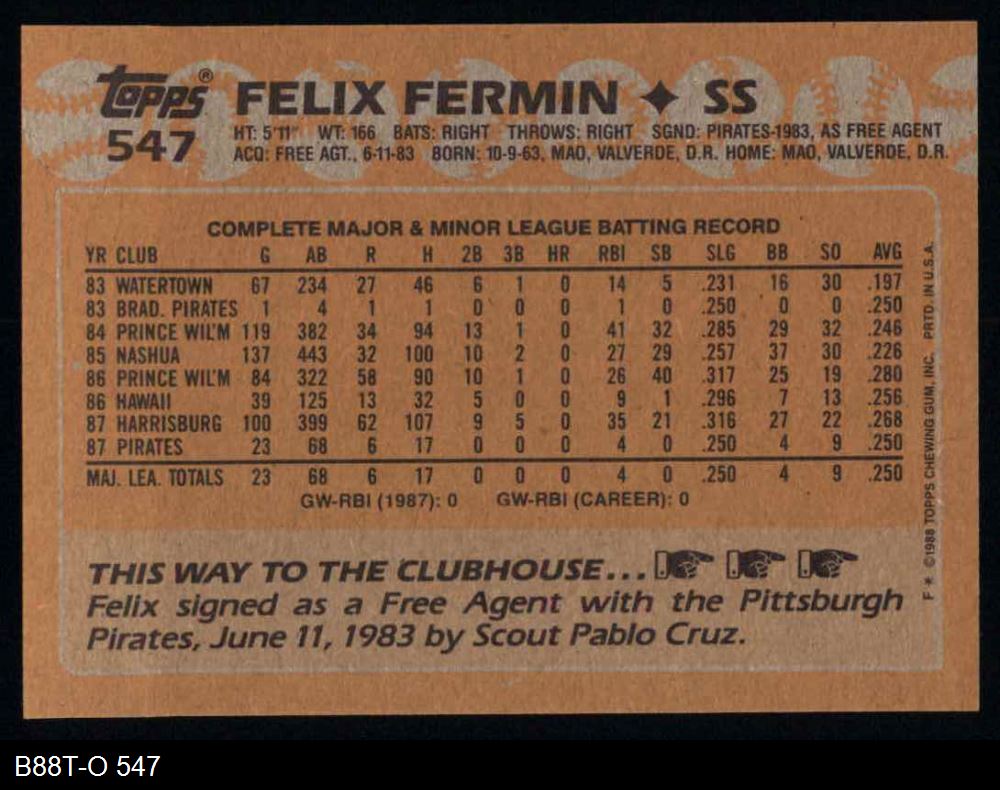 Topps® FELIX FERMIN ✦ SS
547
HT: 5'11" WT: 166 BATS: RIGHT THROWS: RIGHT SGND: PIRATES-1983, AS FREE AGENT
ACQ: FREE AGT., 6-11-83 BORN: 10-9-63, MAO, VALVERDE, D.R. HOME: MAO, VALVERDE, D.R.
COMPLETE MAJOR & MINOR LEAGUE BATTING RECORD
YR CLUB G AB R H 2B 3B HR RBI SB SLG BB SO AVG
83 WATERTOWN 67 234 27 46 6 1 0 14 5 .231 16 30 .197
83 BRAD. PIRATES 1 4 1 1 0 0 0 1 0 .250 0 0 .250
84 PRINCE WIL'M 119 382 34 94 13 1 0 41 32 .285 29 32 .246
85 NASHUA 137 443 32 100 10 2 0 27 29 .257 37 30 .226
86 PRINCE WIL'M 84 322 58 90 10 1 0 26 40 .317 25 19 .280
86 HAWAII 39 125 13 32 5 0 0 9 1 .296 7 13 .256
87 HARRISBURG 100 399 62 107 9 5 0 35 21 .316 27 22 .268
87 PIRATES 23 68 6 17 0 0 0 4 0 .250 4 9 .250
MAJ. LEA. TOTALS 23 68 6 17 0 0 0 4 0 .250 4 9 .250
GW-RBI (1987): 0 GW-RBI (CAREER): 0
THIS WAY TO THE CLUBHOUSE...
Felix signed as a Free Agent with the Pittsburgh
Pirates, June 11, 1983 by Scout Pablo Cruz.
F* ©1988 TOPPS CHEWING GUM, INC. PRTD. IN U.S.A.
B88T-O 547